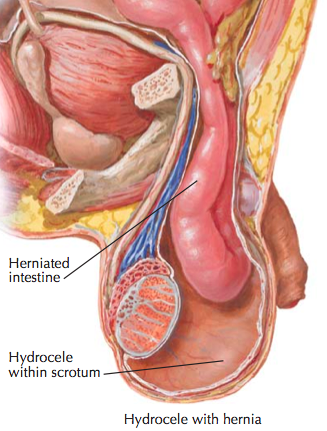 Herniated
intestine
Hydrocele
within scrotum
Hydrocele with hernia